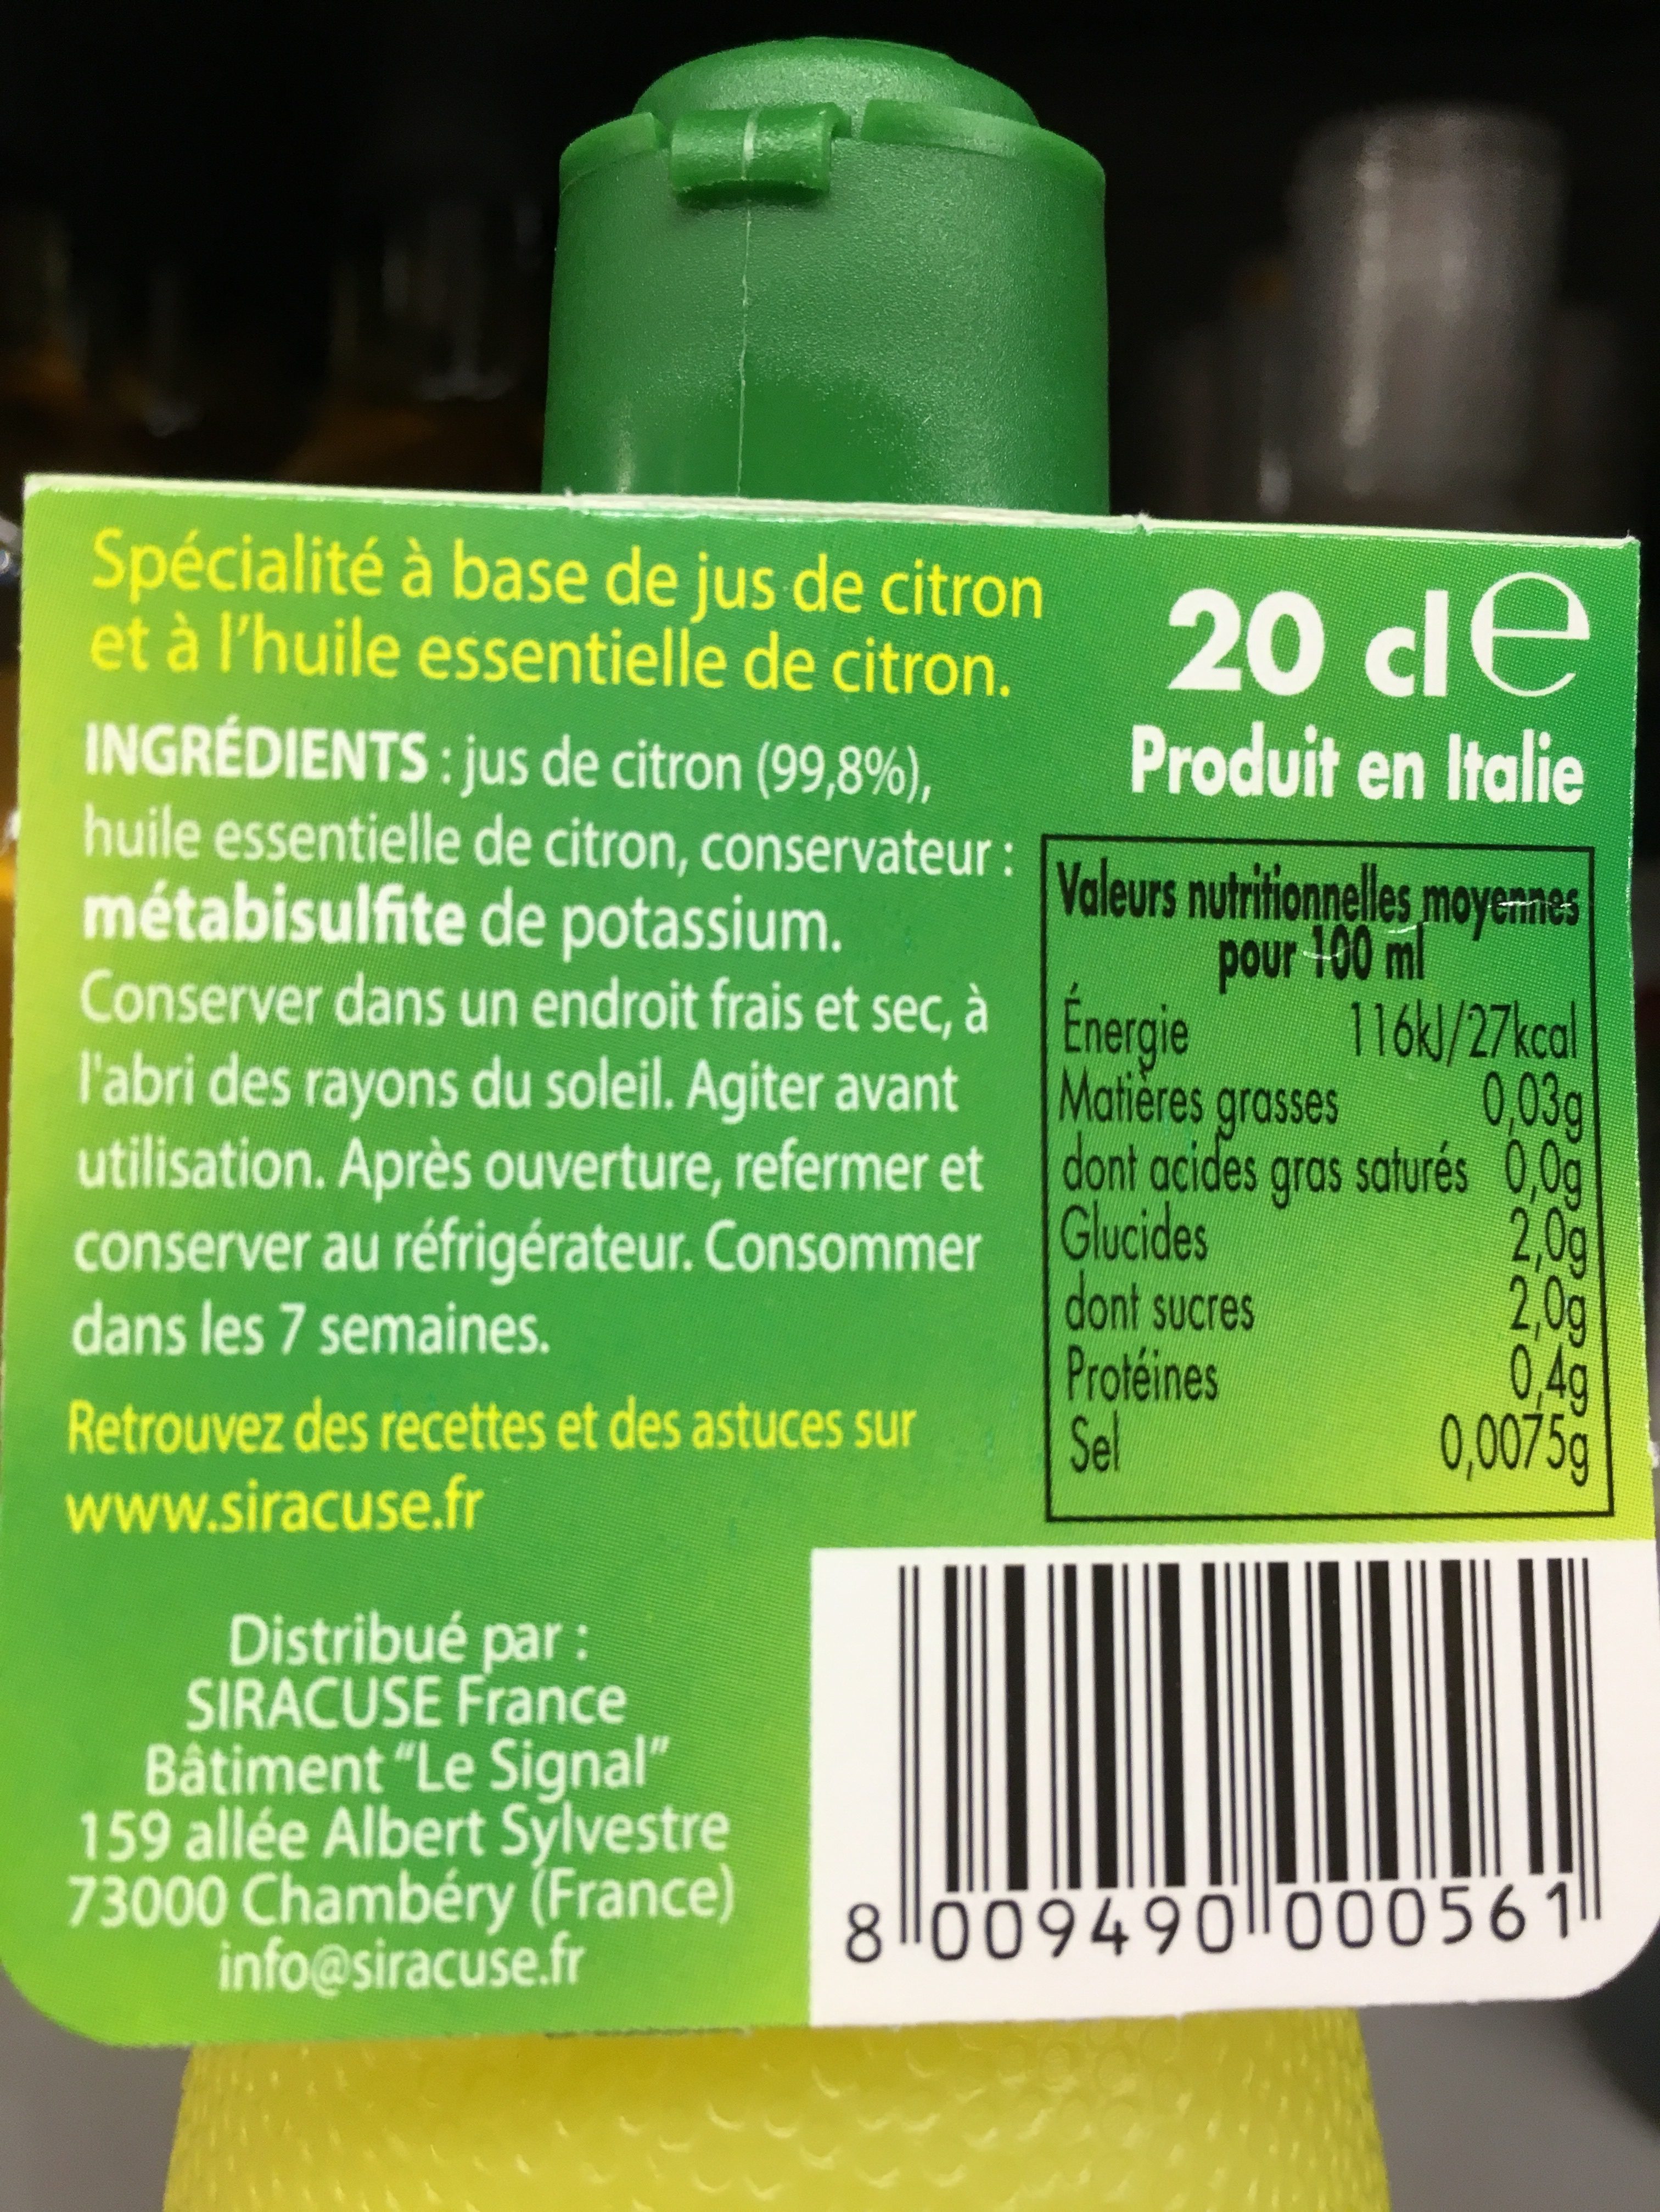 Spécialité à base de jus de citron
et à l'huile essentielle de citron.
INGRÉDIENTS : jus de citron (99,8%),
huile essentielle de citron, conservateur :
métabisulfite de potassium.
Conserver dans un endroit frais et sec, à
l'abri des rayons du soleil. Agiter avant
utilisation. Après ouverture, refermer et
conserver au réfrigérateur. Consommer
dans les 7 semaines.
Retrouvez des recettes et des astuces sur
www.siracuse.fr
Distribué par :
SIRACUSE France
Bâtiment "Le Signal"
159 allée Albert Sylvestre
73000 Chambéry (France)
info@siracuse.fr
20 cl e
Produit en Italie
Valeurs nutritionnelles moyennes
pour 100 ml
Énergie 116kJ/27kcal
Matières grasses 0,03g
dont acides gras saturés 0,0g
Glucides 2,0g
dont sucres 2,0g
Protéines 0,4g
Sel 0,0075g
8 009490 000561